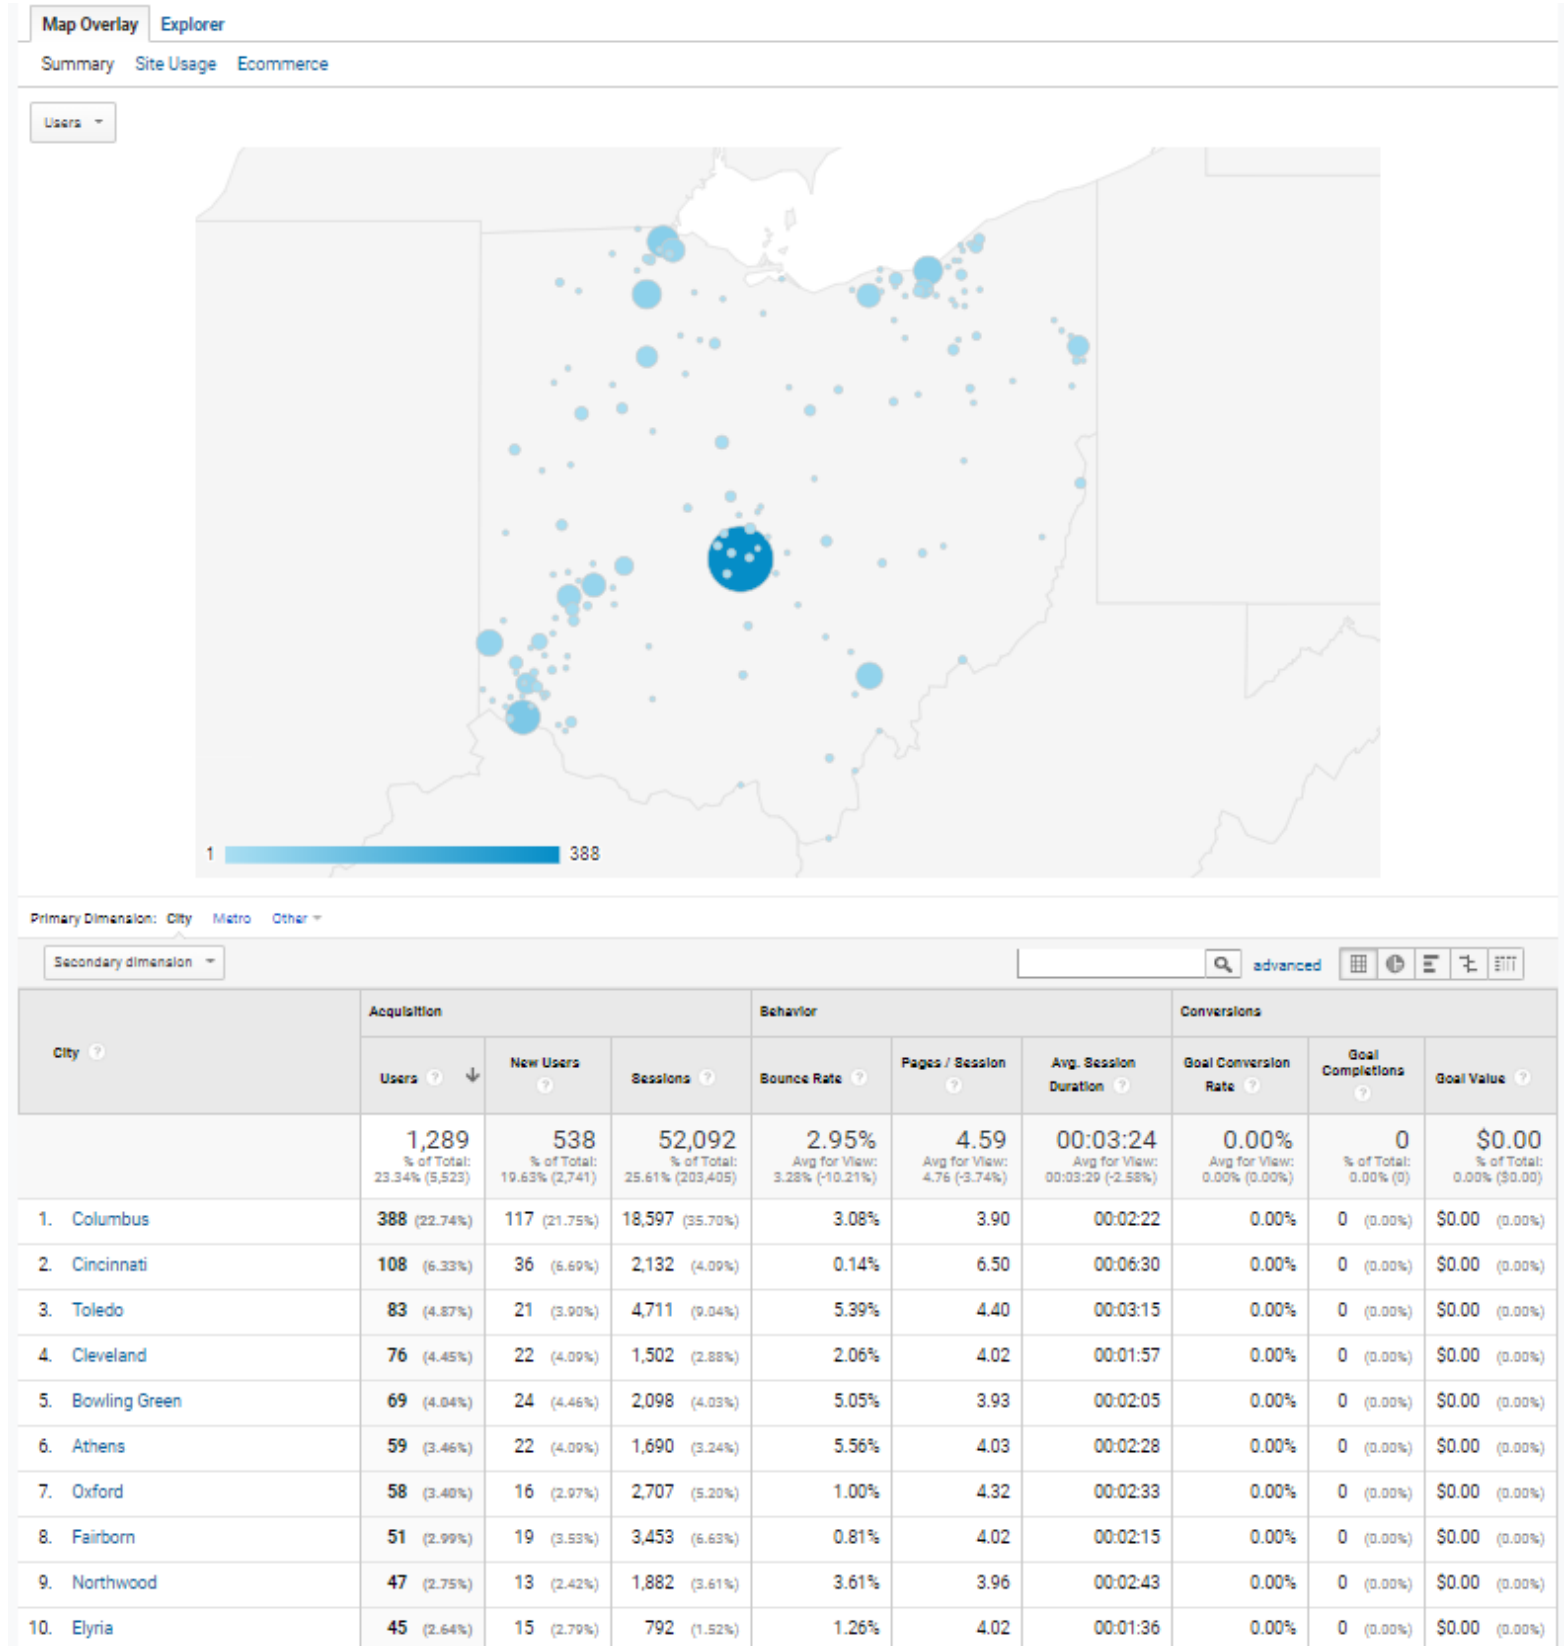 Map Overlay Explorer
Summary Site Usage Ecommerce
Users
1 388
Primary Dimension: City Metro Other
Secondary dimension advanced
Acquisition Behavior Conversions
City ? Users ? New Users ? Sessions ? Bounce Rate ? Pages / Session ? Avg. Session Duration ? Goal Conversion Rate ? Goal Completions ? Goal Value ?
1,289 538 52,092 2.95% 4.59 00:03:24 0.00% 0 $0.00
% of Total: % of Total: % of Total: Avg for View: Avg for View: Avg for View: Avg for View: % of Total: % of Total:
23.34% (5,523) 19.63% (2,741) 25.61% (203,405) 3.28% (-10.21%) 4.76 (-3.74%) 00:03:29 (-2.58%) 0.00% (0.00%) 0.00% (0) 0.00% ($0.00)
1. Columbus 388 (22.74%) 117 (21.75%) 18,597 (35.70%) 3.08% 3.90 00:02:22 0.00% 0 (0.00%) $0.00 (0.00%)
2. Cincinnati 108 (6.33%) 36 (6.69%) 2,132 (4.09%) 0.14% 6.50 00:06:30 0.00% 0 (0.00%) $0.00 (0.00%)
3. Toledo 83 (4.87%) 21 (3.90%) 4,711 (9.04%) 5.39% 4.40 00:03:15 0.00% 0 (0.00%) $0.00 (0.00%)
4. Cleveland 76 (4.45%) 22 (4.09%) 1,502 (2.88%) 2.06% 4.02 00:01:57 0.00% 0 (0.00%) $0.00 (0.00%)
5. Bowling Green 69 (4.04%) 24 (4.46%) 2,098 (4.03%) 5.05% 3.93 00:02:05 0.00% 0 (0.00%) $0.00 (0.00%)
6. Athens 59 (3.46%) 22 (4.09%) 1,690 (3.24%) 5.56% 4.03 00:02:28 0.00% 0 (0.00%) $0.00 (0.00%)
7. Oxford 58 (3.40%) 16 (2.97%) 2,707 (5.20%) 1.00% 4.32 00:02:33 0.00% 0 (0.00%) $0.00 (0.00%)
8. Fairborn 51 (2.99%) 19 (3.53%) 3,453 (6.63%) 0.81% 4.02 00:02:15 0.00% 0 (0.00%) $0.00 (0.00%)
9. Northwood 47 (2.75%) 13 (2.42%) 1,882 (3.61%) 3.61% 3.96 00:02:43 0.00% 0 (0.00%) $0.00 (0.00%)
10. Elyria 45 (2.64%) 15 (2.79%) 792 (1.52%) 1.26% 4.02 00:01:36 0.00% 0 (0.00%) $0.00 (0.00%)